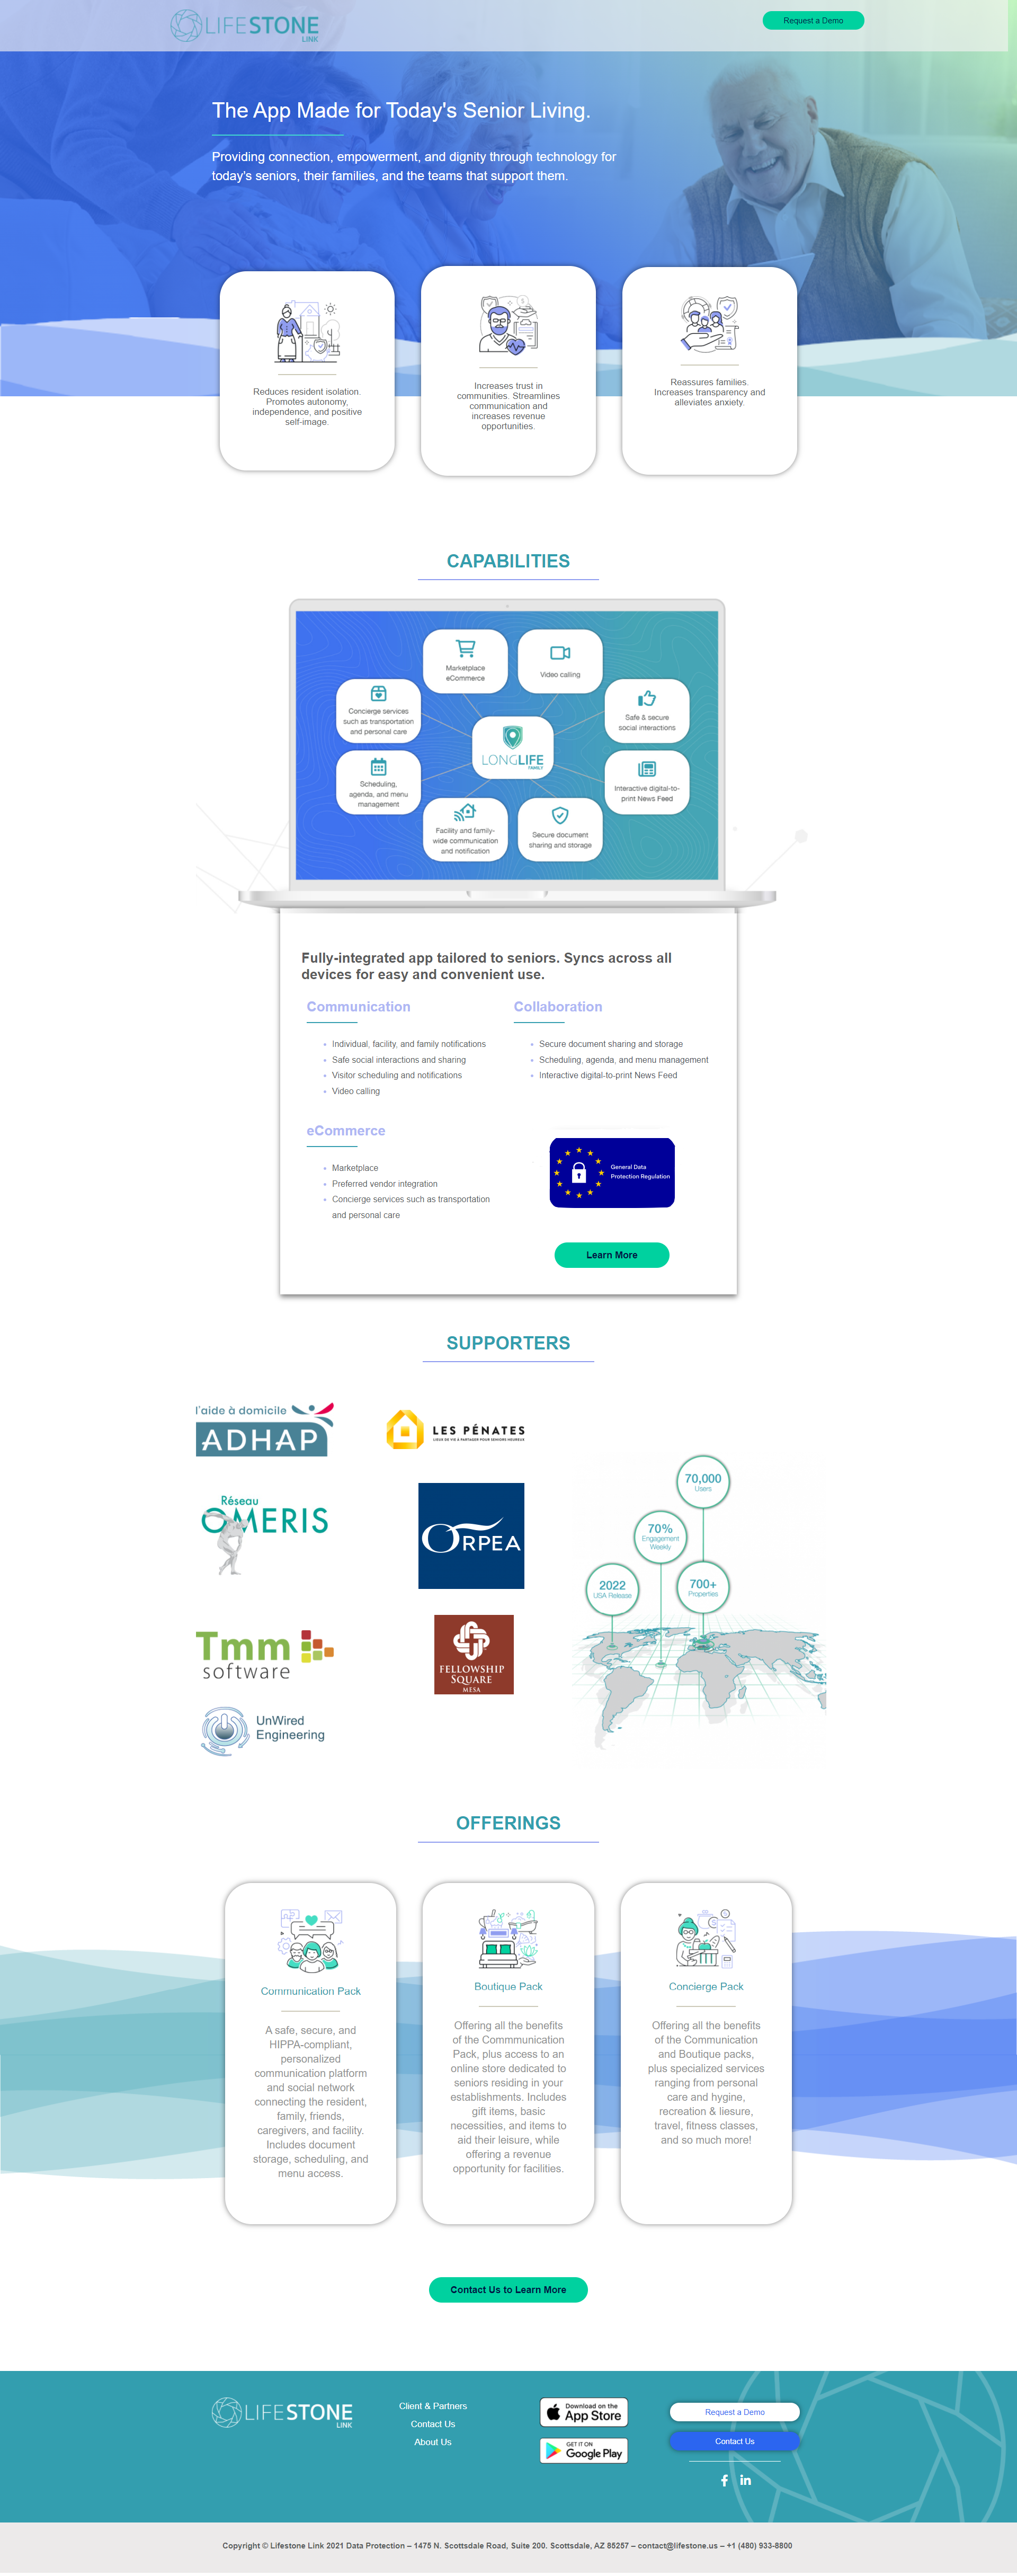 LIFESTONE
LINK
Request a Demo
The App Made for Today's Senior Living.
Providing connection, empowerment, and dignity through technology for
today's seniors, their families, and the teams that support them.
Reduces resident isolation.
Promotes autonomy,
independence, and positive
self-image.
Increases trust in
communities. Streamlines
communication and
increases revenue
opportunities.
Reassures families.
Increases transparency and
alleviates anxiety.
CAPABILITIES
Marketplace
eCommerce
Video calling
Concierge services
such as transportation
and personal care
Safe & secure
social interactions
LONGLIFE
FAMILY
Scheduling,
agenda, and menu
management
Interactive digital-to-
print News Feed
Facility and family-
wide communication
and notification
Secure document
sharing and storage
Fully-integrated app tailored to seniors. Syncs across all
devices for easy and convenient use.
Communication
Individual, facility, and family notifications
Safe social interactions and sharing
Visitor scheduling and notifications
Video calling
Collaboration
Secure document sharing and storage
Scheduling, agenda, and menu management
Interactive digital-to-print News Feed
eCommerce
Marketplace
Preferred vendor integration
Concierge services such as transportation
and personal care
General Data
Protection Regulation
Learn More
SUPPORTERS
l'aide à domicile
ADHAP
LES PÉNATES
LIEUX DE VIE À PARTAGER POUR SENIORS HEUREUX
Réseau
OMERIS
ORPEA
Tmm
software
FELLOWSHIP
SQUARE
MESA
UnWired
Engineering
70,000
Users
70%
Engagement
Weekly
2022
USA Release
700+
Properties
OFFERINGS
Communication Pack
A safe, secure, and
HIPPA-compliant,
personalized
communication platform
and social network
connecting the resident,
family, friends,
caregivers, and facility.
Includes document
storage, scheduling, and
menu access.
Boutique Pack
Offering all the benefits
of the Commmunication
Pack, plus access to an
online store dedicated to
seniors residing in your
establishments. Includes
gift items, basic
necessities, and items to
aid their leisure, while
offering a revenue
opportunity for facilities.
Concierge Pack
Offering all the benefits
of the Communication
and Boutique packs,
plus specialized services
ranging from personal
care and hygine,
recreation & liesure,
travel, fitness classes,
and so much more!
Contact Us to Learn More
LIFESTONE
LINK
Client & Partners
Contact Us
About Us
Download on the
App Store
GET IT ON
Google Play
Request a Demo
Contact Us
Copyright © Lifestone Link 2021 Data Protection – 1475 N. Scottsdale Road, Suite 200. Scottsdale, AZ 85257 – contact@lifestone.us – +1 (480) 933-8800